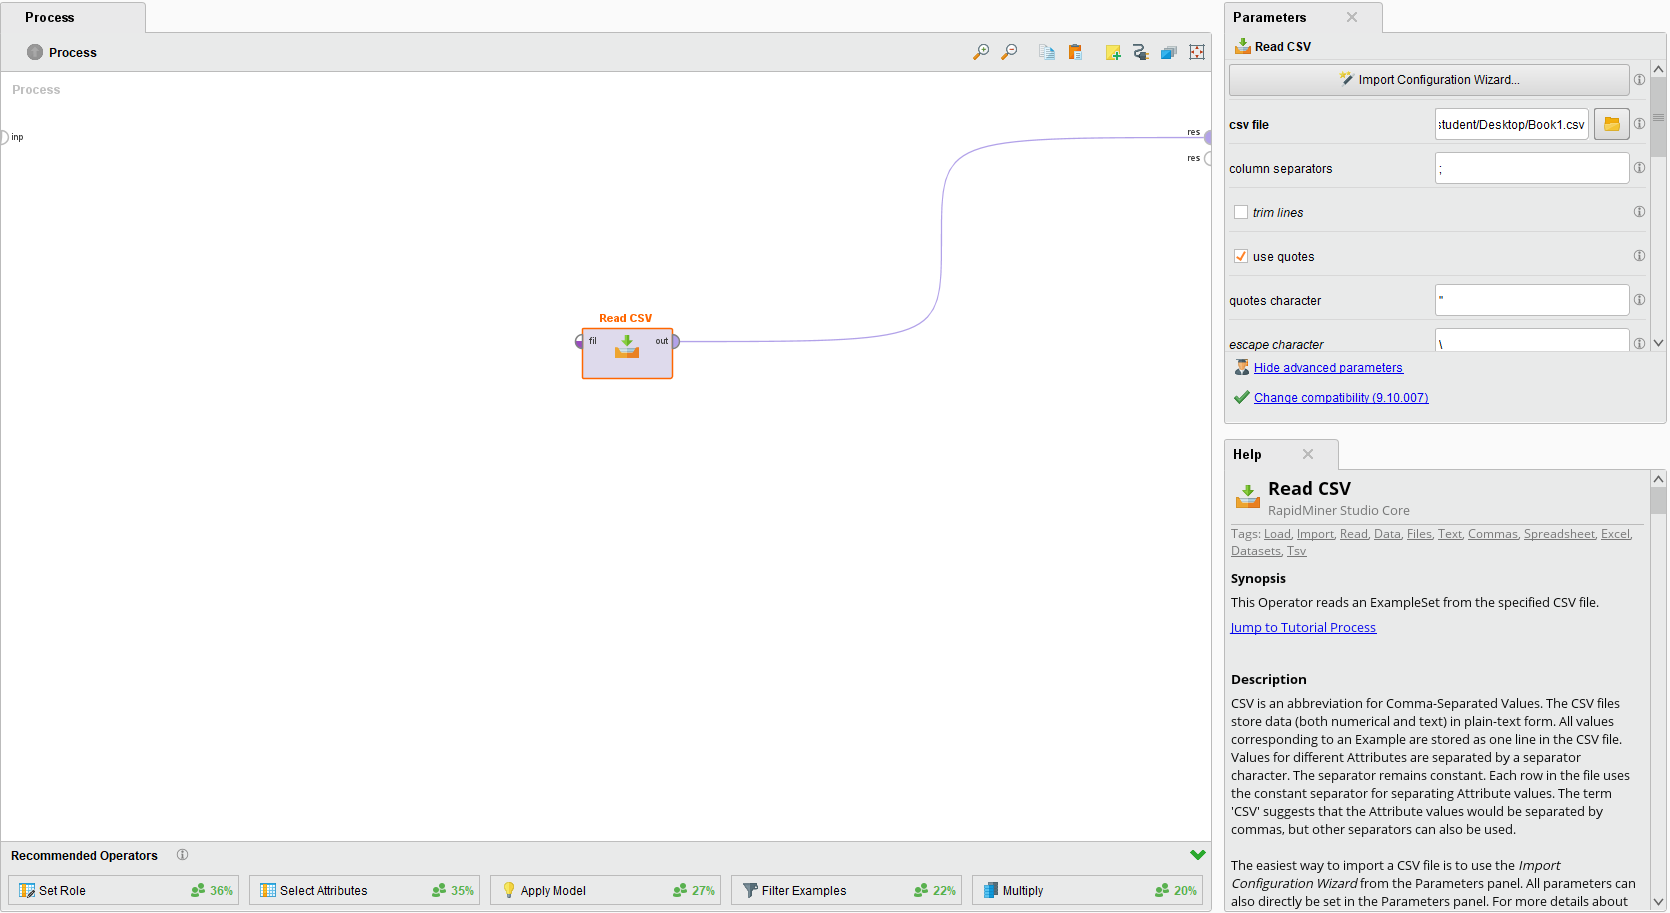 Process
Process
Process
inp
res
res
Read CSV
fil
out
Recommended Operators
Set Role 36%
Select Attributes 35%
Apply Model 27%
Filter Examples 22%
Multiply 20%
Parameters
Read CSV
Import Configuration Wizard...
csv file
student/Desktop/Book1.csv
column separators
;
trim lines
use quotes
quotes character
"
escape character
\
Hide advanced parameters
Change compatibility (9.10.007)
Help
Read CSV
RapidMiner Studio Core
Tags: Load, Import, Read, Data, Files, Text, Commas, Spreadsheet, Excel,
Datasets, Tsv
Synopsis
This Operator reads an ExampleSet from the specified CSV file.
Jump to Tutorial Process
Description
CSV is an abbreviation for Comma-Separated Values. The CSV files
store data (both numerical and text) in plain-text form. All values
corresponding to an Example are stored as one line in the CSV file.
Values for different Attributes are separated by a separator
character. The separator remains constant. Each row in the file uses
the constant separator for separating Attribute values. The term
'CSV' suggests that the Attribute values would be separated by
commas, but other separators can also be used.
The easiest way to import a CSV file is to use the Import
Configuration Wizard from the Parameters panel. All parameters can
also directly be set in the Parameters panel. For more details about